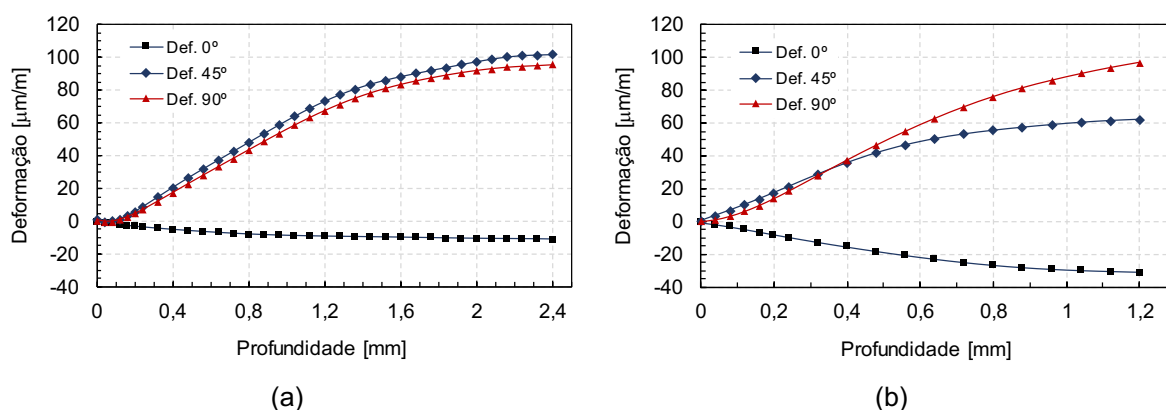 120
100
80
60
40
20
0
-20
-40
Deformação [µm/m]
Def. 0º
Def. 45º
Def. 90º
0 0,4 0,8 1,2 1,6 2 2,4
Profundidade [mm]
(a)
120
100
80
60
40
20
0
-20
-40
Deformação [µm/m]
Def. 0º
Def. 45º
Def. 90º
0 0,2 0,4 0,6 0,8 1 1,2
Profundidade [mm]
(b)